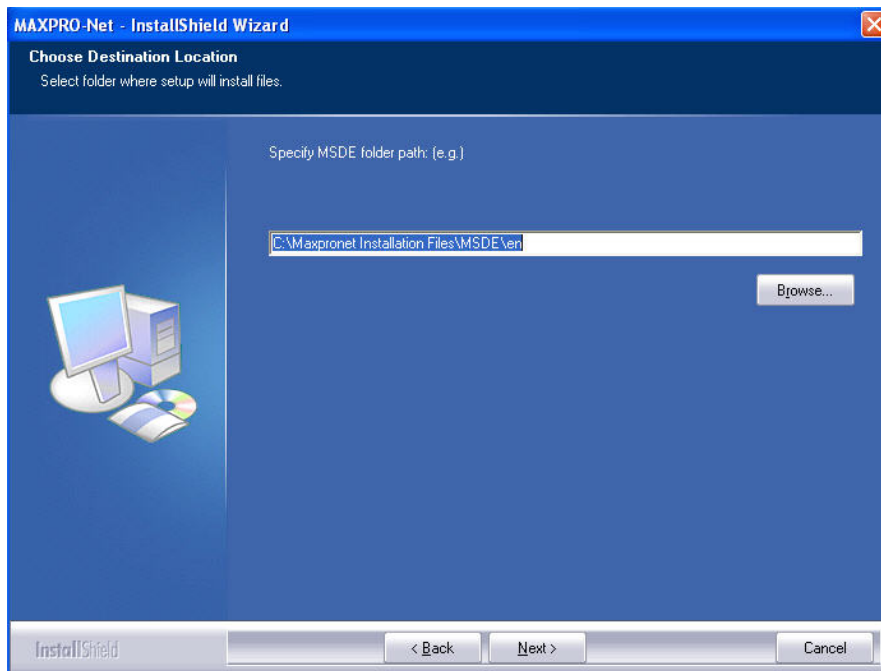 MAXPRO-Net - InstallShield Wizard
Choose Destination Location
Select folder where setup will install files.
Specify MSDE folder path: (e.g.)
C:\Maxpronet Installation Files\MSDE\en
Browse...
InstallShield
< Back
Next >
Cancel